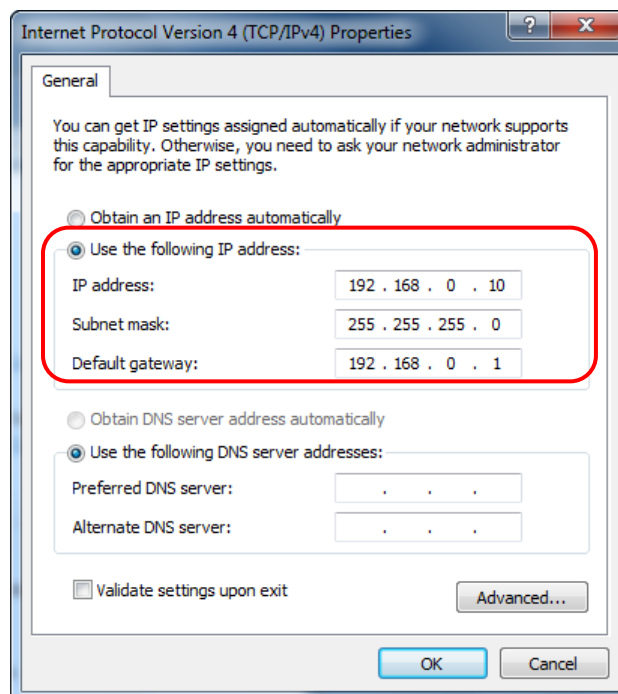 Internet Protocol Version 4 (TCP/IPv4) Properties
General
You can get IP settings assigned automatically if your network supports
this capability. Otherwise, you need to ask your network administrator
for the appropriate IP settings.
Obtain an IP address automatically
Use the following IP address:
IP address: 192 . 168 . 0 . 10
Subnet mask: 255 . 255 . 255 . 0
Default gateway: 192 . 168 . 0 . 1
Obtain DNS server address automatically
Use the following DNS server addresses:
Preferred DNS server: . . .
Alternate DNS server: . . .
Validate settings upon exit
Advanced...
OK Cancel